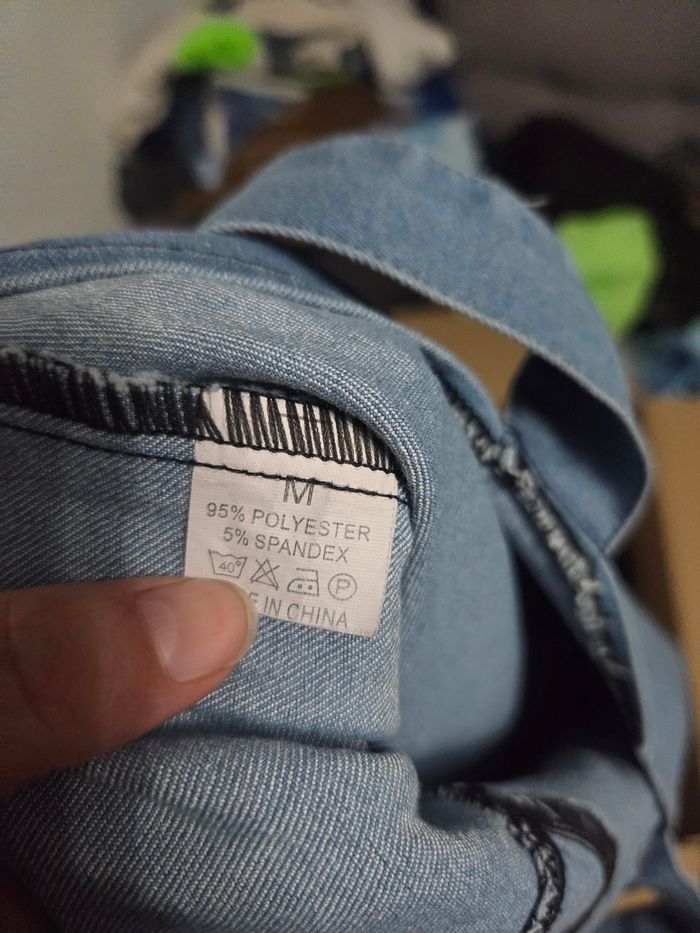 M
95% POLYESTER
5% SPANDEX
40° P
IN CHINA